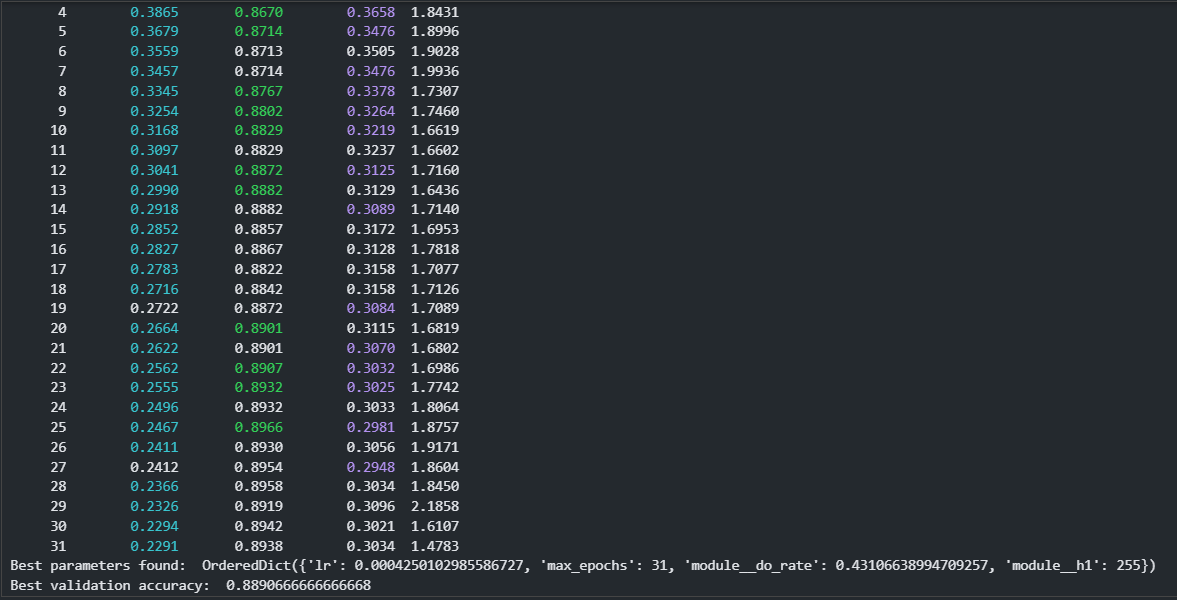 4 0.3865 0.8670 0.3658 1.8431
5 0.3679 0.8714 0.3476 1.8996
6 0.3559 0.8713 0.3505 1.9028
7 0.3457 0.8714 0.3476 1.9936
8 0.3345 0.8767 0.3378 1.7307
9 0.3254 0.8802 0.3264 1.7460
10 0.3168 0.8829 0.3219 1.6619
11 0.3097 0.8829 0.3237 1.6602
12 0.3041 0.8872 0.3125 1.7160
13 0.2990 0.8882 0.3129 1.6436
14 0.2918 0.8882 0.3089 1.7140
15 0.2852 0.8857 0.3172 1.6953
16 0.2827 0.8867 0.3128 1.7818
17 0.2783 0.8822 0.3158 1.7077
18 0.2716 0.8842 0.3158 1.7126
19 0.2722 0.8872 0.3084 1.7089
20 0.2664 0.8901 0.3115 1.6819
21 0.2622 0.8901 0.3070 1.6802
22 0.2562 0.8907 0.3032 1.6986
23 0.2555 0.8932 0.3025 1.7742
24 0.2496 0.8932 0.3033 1.8064
25 0.2467 0.8966 0.2981 1.8757
26 0.2411 0.8930 0.3056 1.9171
27 0.2412 0.8954 0.2948 1.8604
28 0.2366 0.8958 0.3034 1.8450
29 0.2326 0.8919 0.3096 2.1858
30 0.2294 0.8942 0.3021 1.6107
31 0.2291 0.8938 0.3034 1.4783
Best parameters found:  OrderedDict({'lr': 0.0004250102985586727, 'max_epochs': 31, 'module__do_rate': 0.43106638994709257, 'module__h1': 255})
Best validation accuracy:  0.8890666666666668